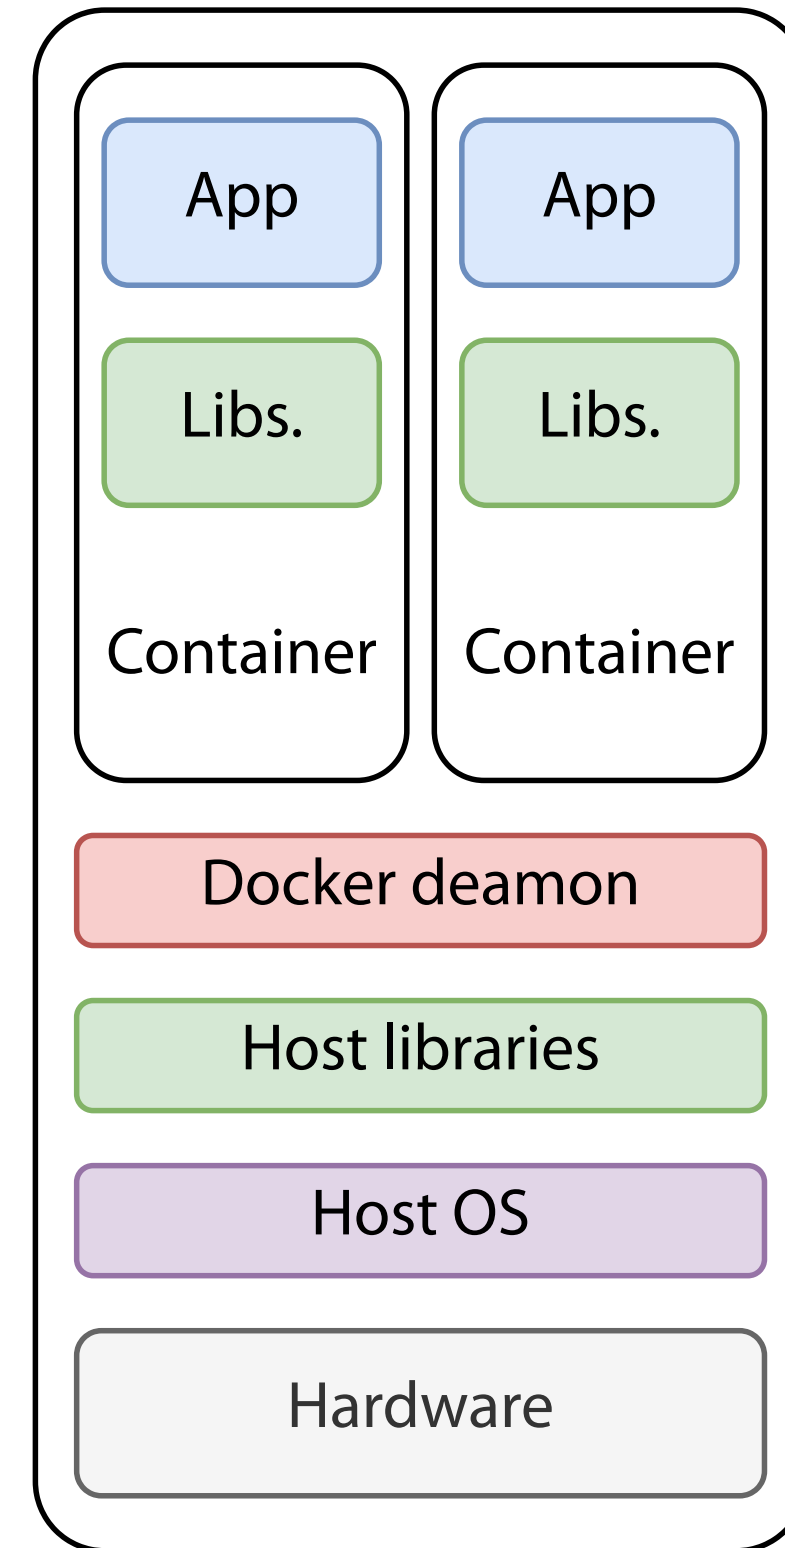 App
App
Libs.
Libs.
Container
Container
Docker deamon
Host libraries
Host OS
Hardware